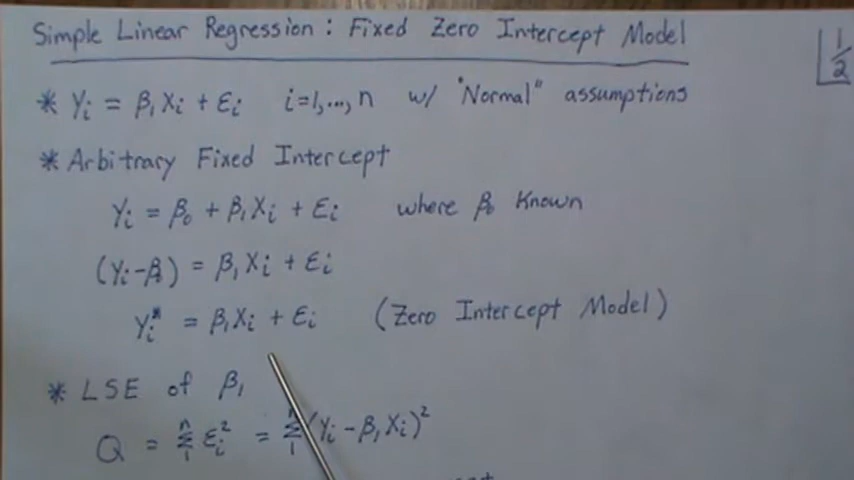 Simple Linear Regression: Fixed Zero Intercept Model
1/2
* Yi = β₁Xi + εi i=1,...,n w/ "Normal" assumptions
* Arbitrary Fixed Intercept
Yi = β₀ + β₁Xi + εi where β₀ Known
(Yi-β₀) = β₁Xi + εi
Yi* = β₁Xi + εi (Zero Intercept Model)
* LSE of β₁
Q = Σ₁ⁿ εi² = Σ₁ⁿ (Yi - β₁Xi)²